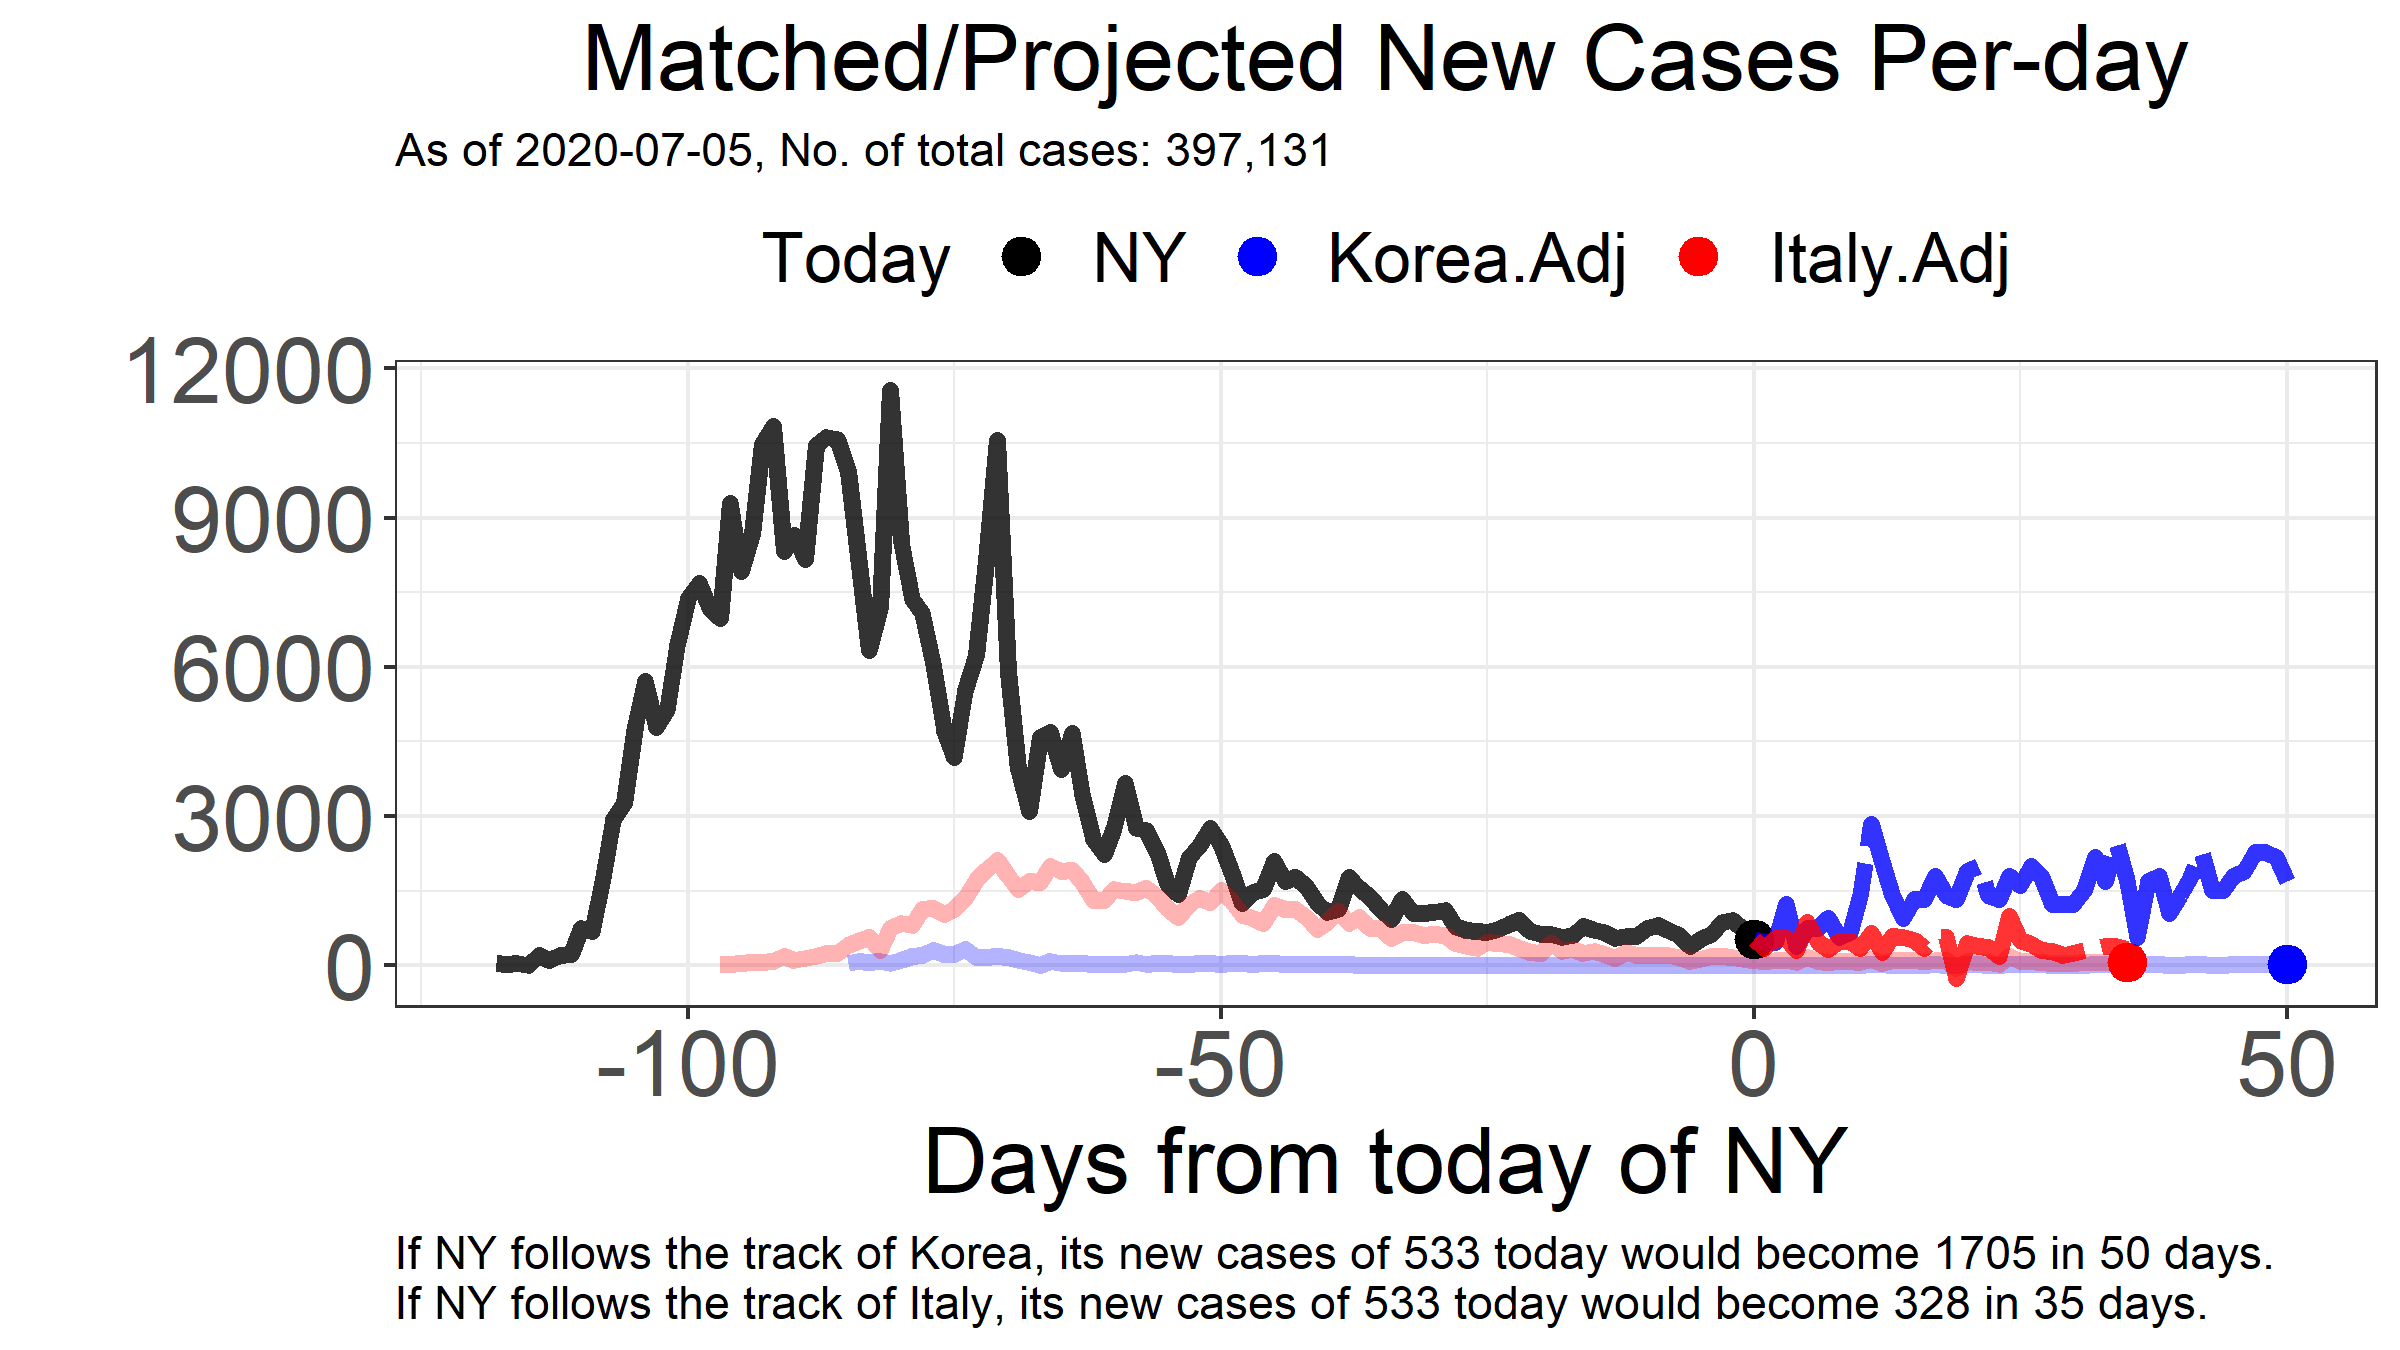 Matched/Projected New Cases Per-day
As of 2020-07-05, No. of total cases: 397,131
Today NY Korea.Adj Italy.Adj
12000
9000
6000
3000
0
-100 -50 0 50
Days from today of NY
If NY follows the track of Korea, its new cases of 533 today would become 1705 in 50 days.
If NY follows the track of Italy, its new cases of 533 today would become 328 in 35 days.